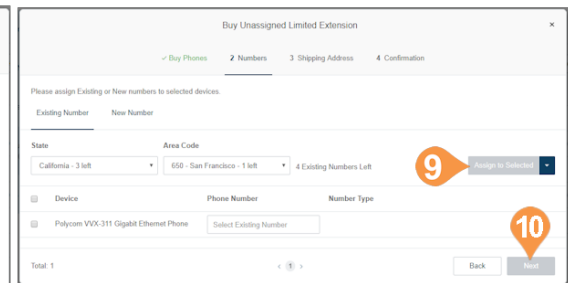 Buy Unassigned Limited Extension ×
✓ Buy Phones 2 Numbers 3 Shipping Address 4 Confirmation
Please assign Existing or New numbers to selected devices.
Existing Number New Number
State Area Code
California - 3 left 650 - San Francisco - 1 left 4 Existing Numbers Left 9 Assign to Selected
Device Phone Number Number Type
Polycom VVX-311 Gigabit Ethernet Phone Select Existing Number
10
Total: 1 < 1 > Back Next